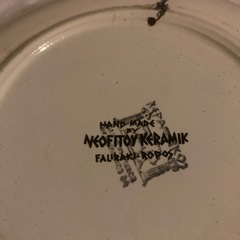 HAND MADE
BY
NEOFITOY KERAMIK
FALIRAKI-RODOS